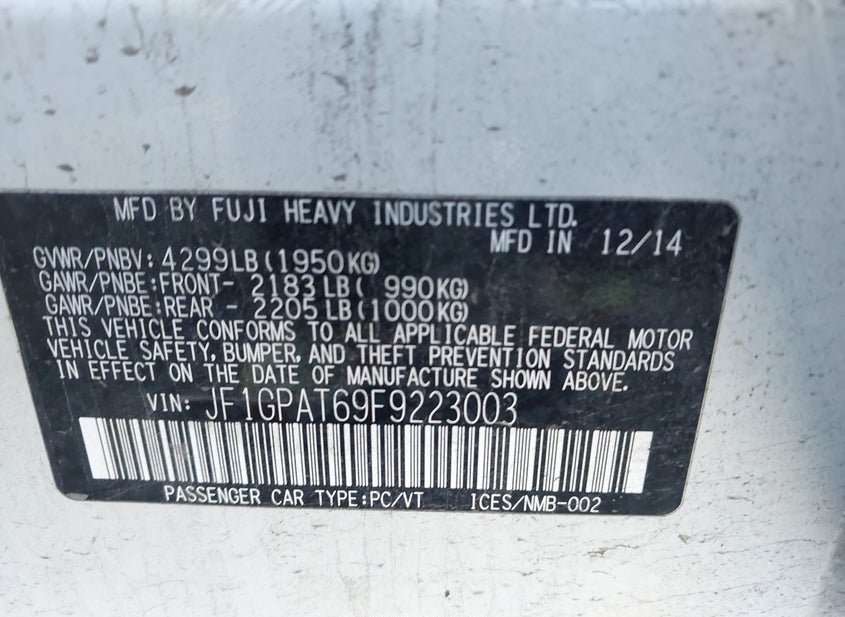 MFD BY FUJI HEAVY INDUSTRIES LTD.
MFD IN 12/14
GVWR/PNBV: 4299LB(1950KG)
GAWR/PNBE:FRONT- 2183LB( 990KG)
GAWR/PNBE:REAR - 2205LB(1000KG)
THIS VEHICLE CONFORMS TO ALL APPLICABLE FEDERAL MOTOR
VEHICLE SAFETY, BUMPER, AND THEFT PREVENTION STANDARDS
IN EFFECT ON THE DATE OF MANUFACTURE SHOWN ABOVE.
VIN: JF1GPAT69F9223003
PASSENGER CAR TYPE:PC/VT ICES/NMB-002